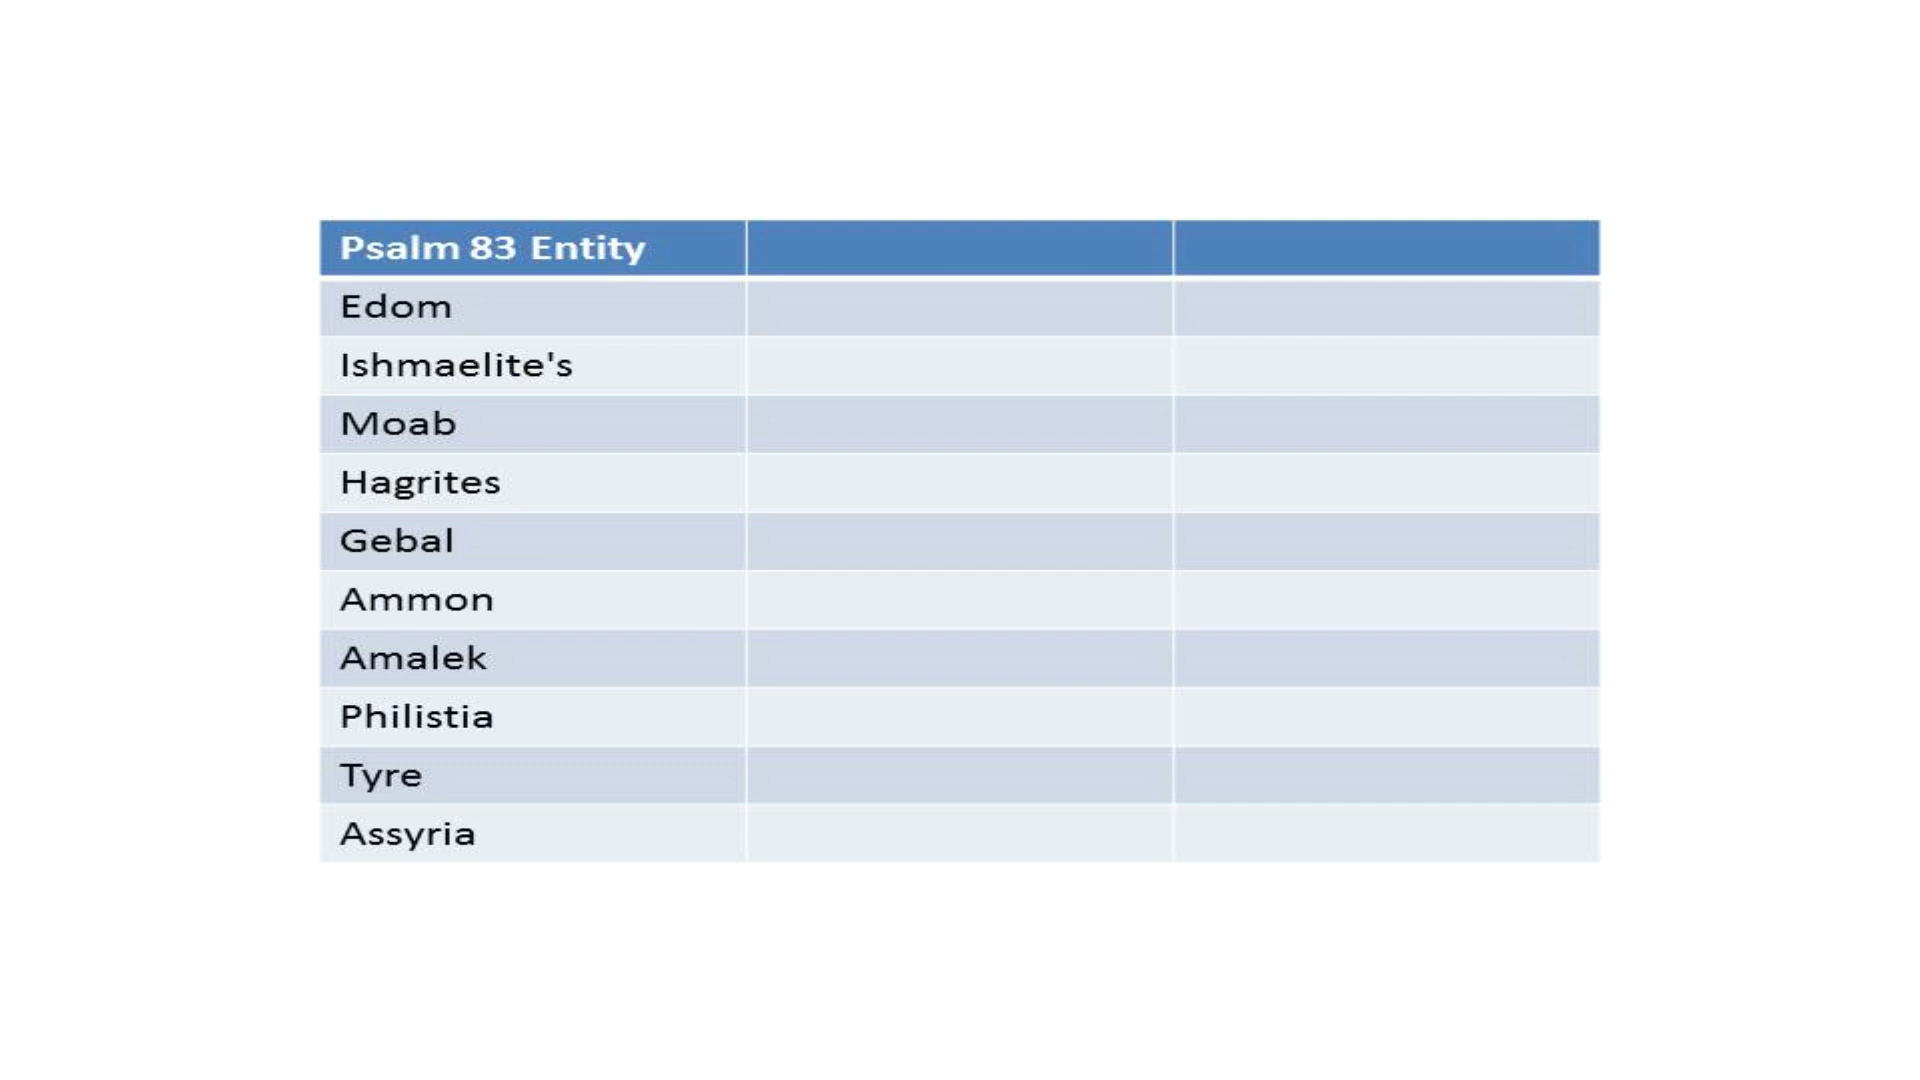 Psalm 83 Entity
Edom
Ishmaelite's
Moab
Hagrites
Gebal
Ammon
Amalek
Philistia
Tyre
Assyria